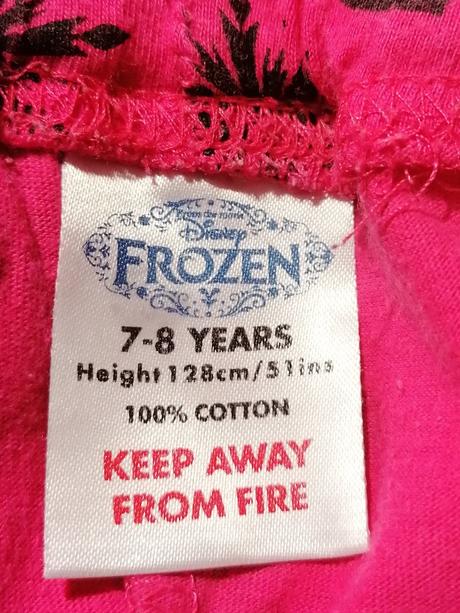 From the movie
Disney
FROZEN
7-8 YEARS
Height 128cm/51ins
100% COTTON
KEEP AWAY
FROM FIRE